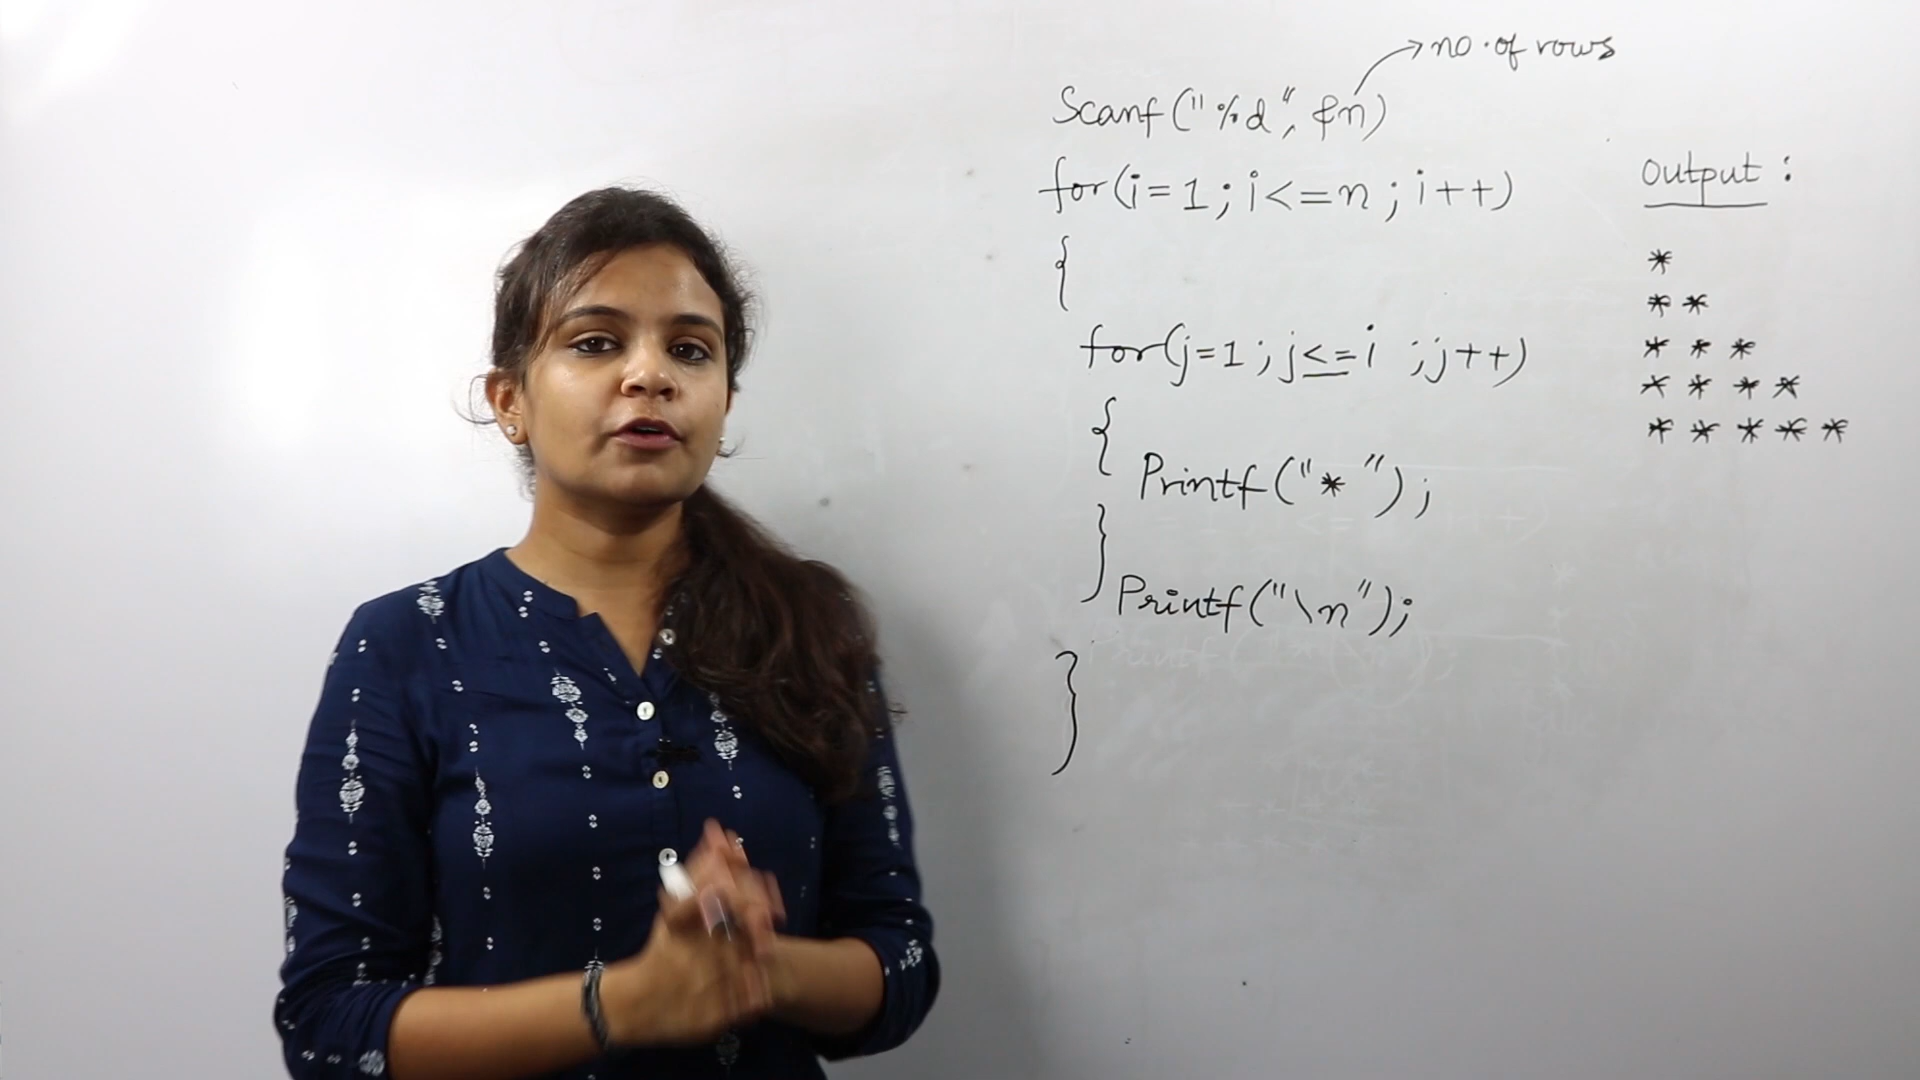 → no. of rows
Scanf("%d", &n)
for(i=1; i<=n; i++)
{
for(j=1; j<=i ; j++)
{
Printf("* ");
}
Printf("\n");
}
output:
*
* *
* * *
* * * *
* * * * *